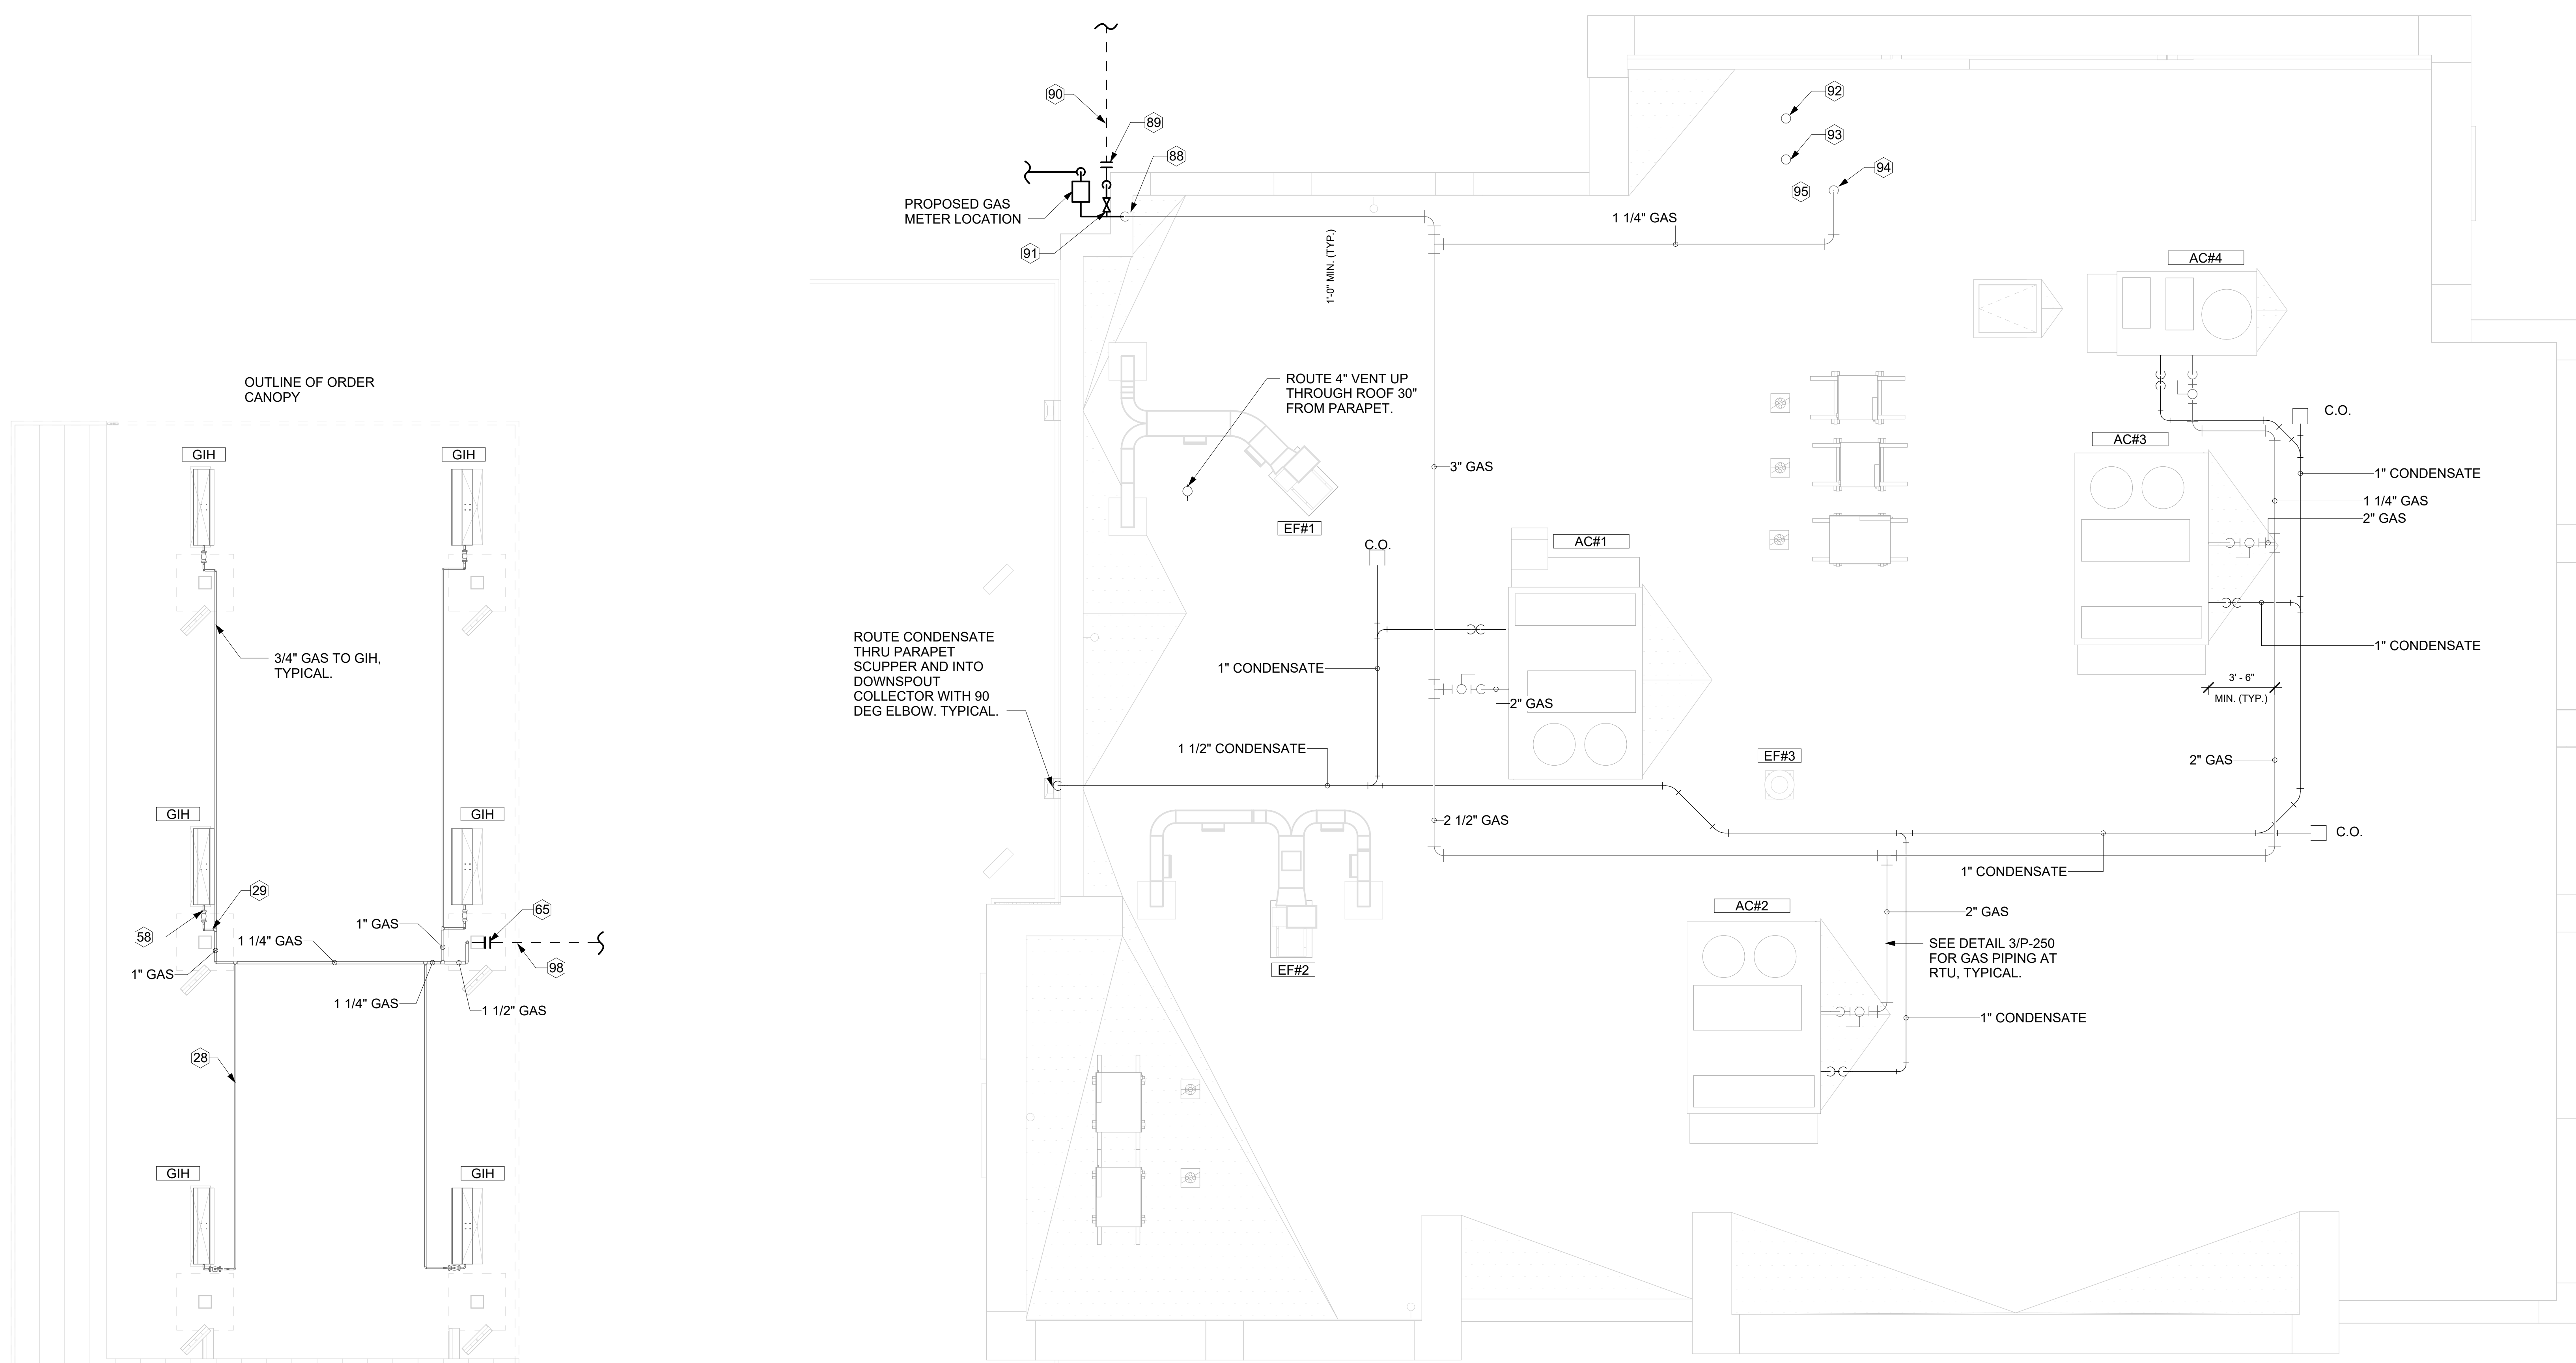 OUTLINE OF ORDER
CANOPY
GIH
GIH
3/4" GAS TO GIH,
TYPICAL.
GIH
GIH
29
58
1" GAS
1 1/4" GAS
65
98
1" GAS
1 1/4" GAS
1 1/2" GAS
28
GIH
GIH
90
89
88
PROPOSED GAS
METER LOCATION
91
92
93
94
95
1 1/4" GAS
1'-0" MIN. (TYP.)
AC#4
ROUTE 4" VENT UP
THROUGH ROOF 30"
FROM PARAPET.
C.O.
AC#3
3" GAS
1" CONDENSATE
1 1/4" GAS
2" GAS
EF#1
C.O.
AC#1
ROUTE CONDENSATE
THRU PARAPET
SCUPPER AND INTO
DOWNSPOUT
COLLECTOR WITH 90
DEG ELBOW. TYPICAL.
1" CONDENSATE
1" CONDENSATE
3' - 6"
MIN. (TYP.)
2" GAS
1 1/2" CONDENSATE
EF#3
2" GAS
2 1/2" GAS
C.O.
1" CONDENSATE
AC#2
2" GAS
SEE DETAIL 3/P-250
FOR GAS PIPING AT
RTU, TYPICAL.
EF#2
1" CONDENSATE